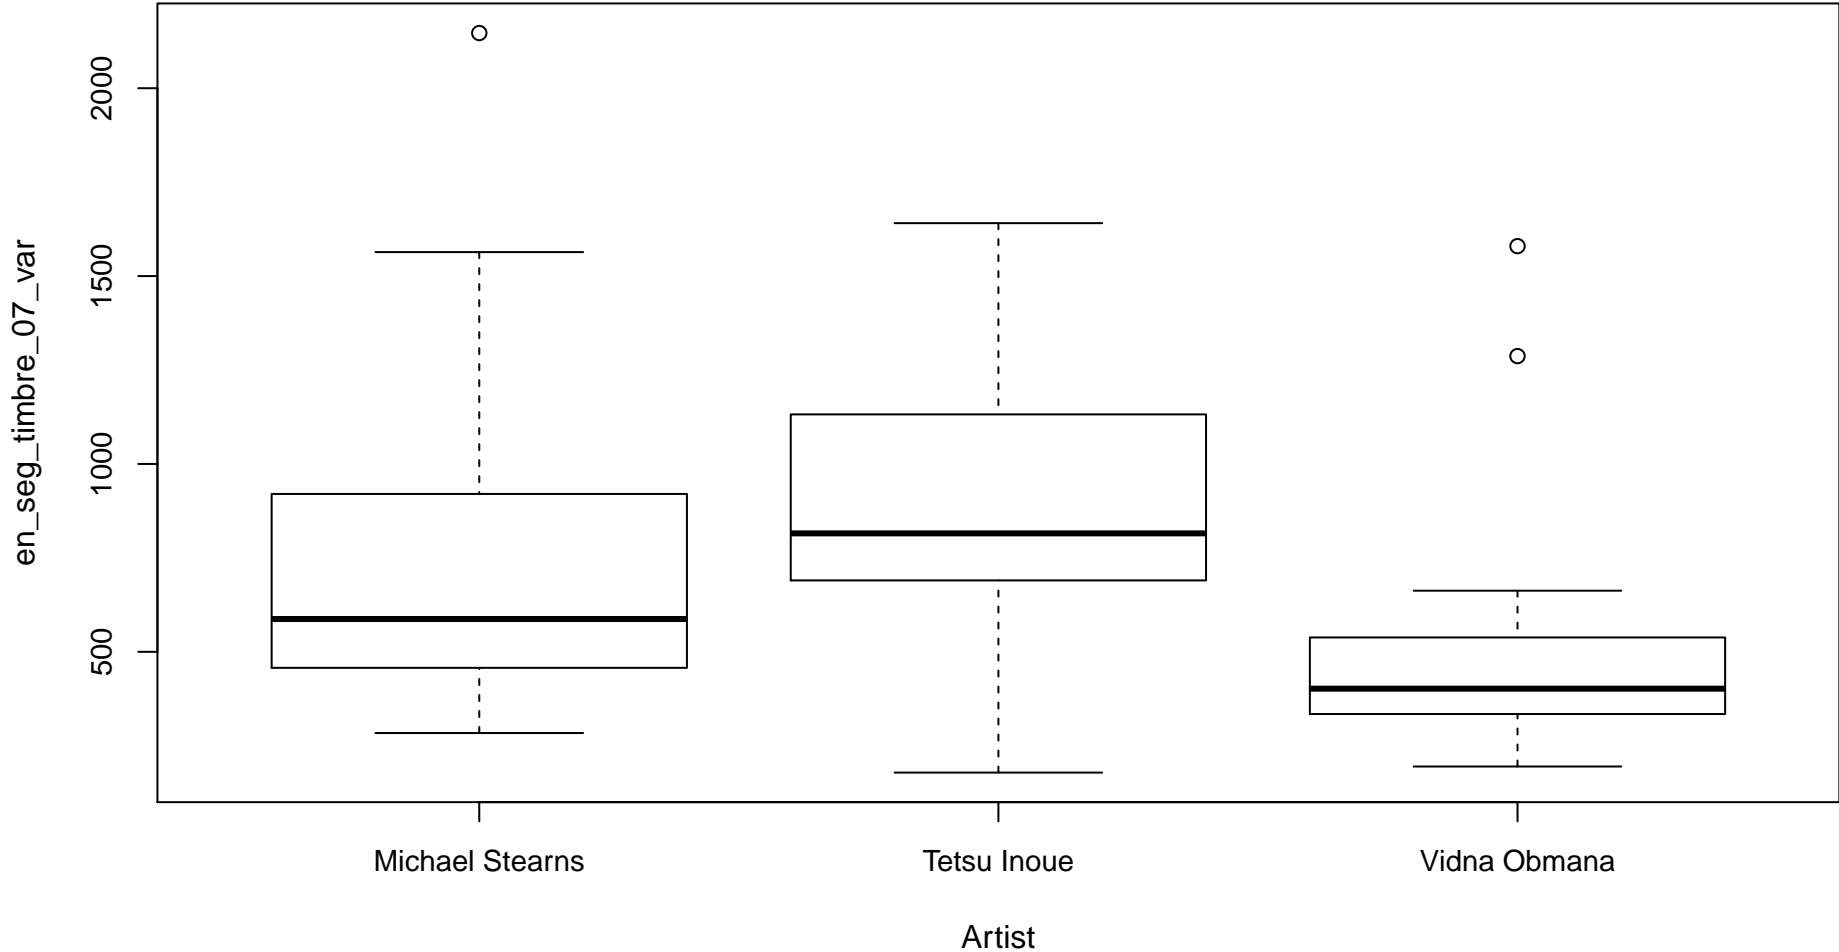 en_seg_timbre_07_var
2000
1500
1000
500
Michael Stearns
Tetsu Inoue
Vidna Obmana
Artist